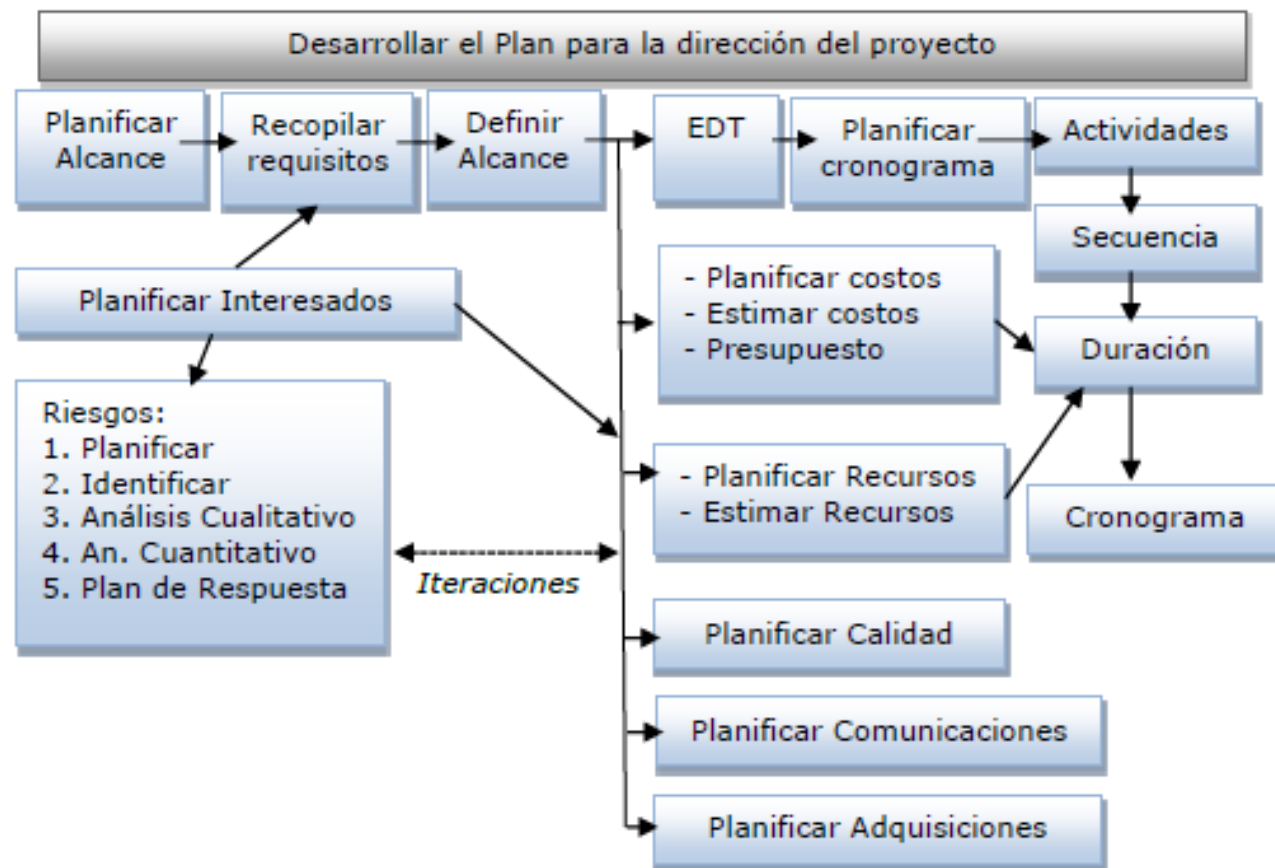 Desarrollar el Plan para la dirección del proyecto
Planificar
Alcance
Recopilar
requisitos
Definir
Alcance
EDT
Planificar
cronograma
Actividades
Secuencia
Planificar Interesados
- Planificar costos
- Estimar costos
- Presupuesto
Duración
Riesgos:
1. Planificar
2. Identificar
3. Análisis Cualitativo
4. An. Cuantitativo
5. Plan de Respuesta
Iteraciones
- Planificar Recursos
- Estimar Recursos
Cronograma
Planificar Calidad
Planificar Comunicaciones
Planificar Adquisiciones